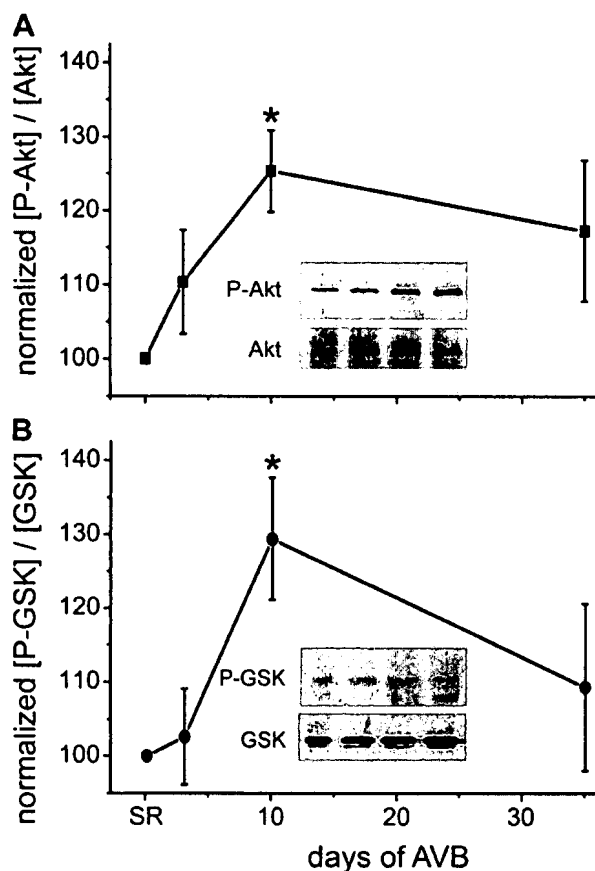 A
normalized [P-Akt] / [Akt]
140
130
120
110
100
*
P-Akt
Akt
B
normalized [P-GSK] / [GSK]
140
130
120
110
100
*
P-GSK
GSK
SR 10 20 30
days of AVB